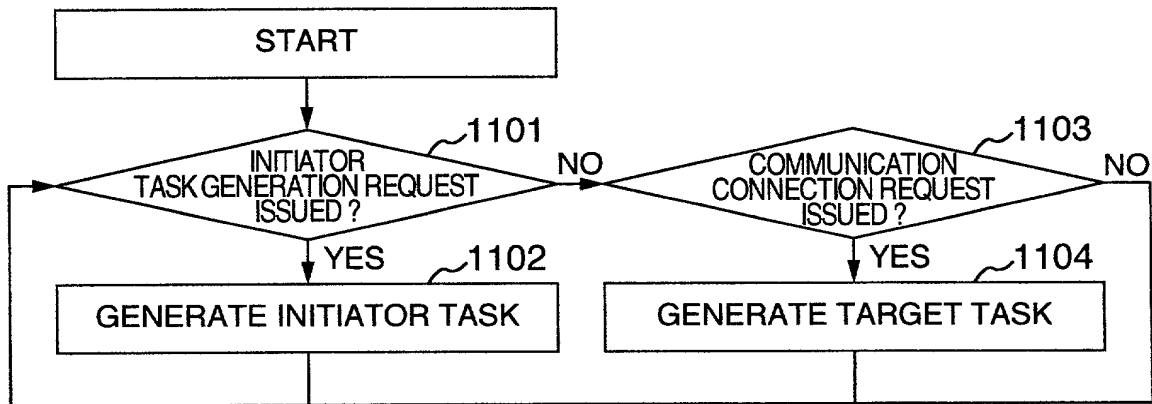 START
1101
INITIATOR
TASK GENERATION REQUEST
ISSUED ?
NO
1103
COMMUNICATION
CONNECTION REQUEST
ISSUED ?
NO
YES
1102
GENERATE INITIATOR TASK
YES
1104
GENERATE TARGET TASK